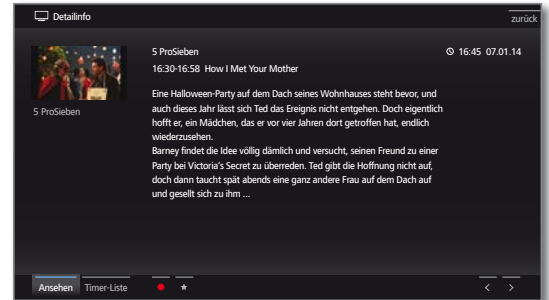 Detailinfo
zurück
5 ProSieben
16:45 07.01.14
16:30-16:58 How I Met Your Mother
Eine Halloween-Party auf dem Dach seines Wohnhauses steht bevor, und
auch dieses Jahr lässt sich Ted das Ereignis nicht entgehen. Doch eigentlich
hofft er, ein Mädchen, das er vor vier Jahren dort getroffen hat, endlich
wiederzusehen.
Barney findet die Idee völlig dämlich und versucht, seinen Freund zu einer
Party bei Victoria's Secret zu überreden. Ted gibt die Hoffnung nicht auf,
doch dann taucht spät abends eine ganz andere Frau auf dem Dach auf
und gesellt sich zu ihm ...
5 ProSieben
Ansehen Timer-Liste